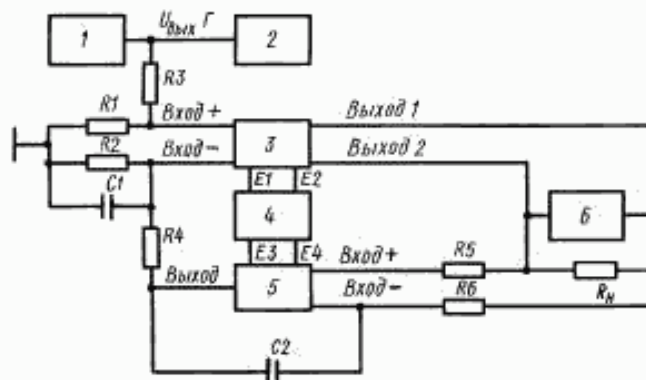 1
U вых Г
2
R3
R1
Вход+
Выход 1
3
R2
Вход-
Выход 2
C1
E1
E2
4
6
R4
E3
E4
Вход+
R5
Выход
5
Вход-
R6
Rн
C2